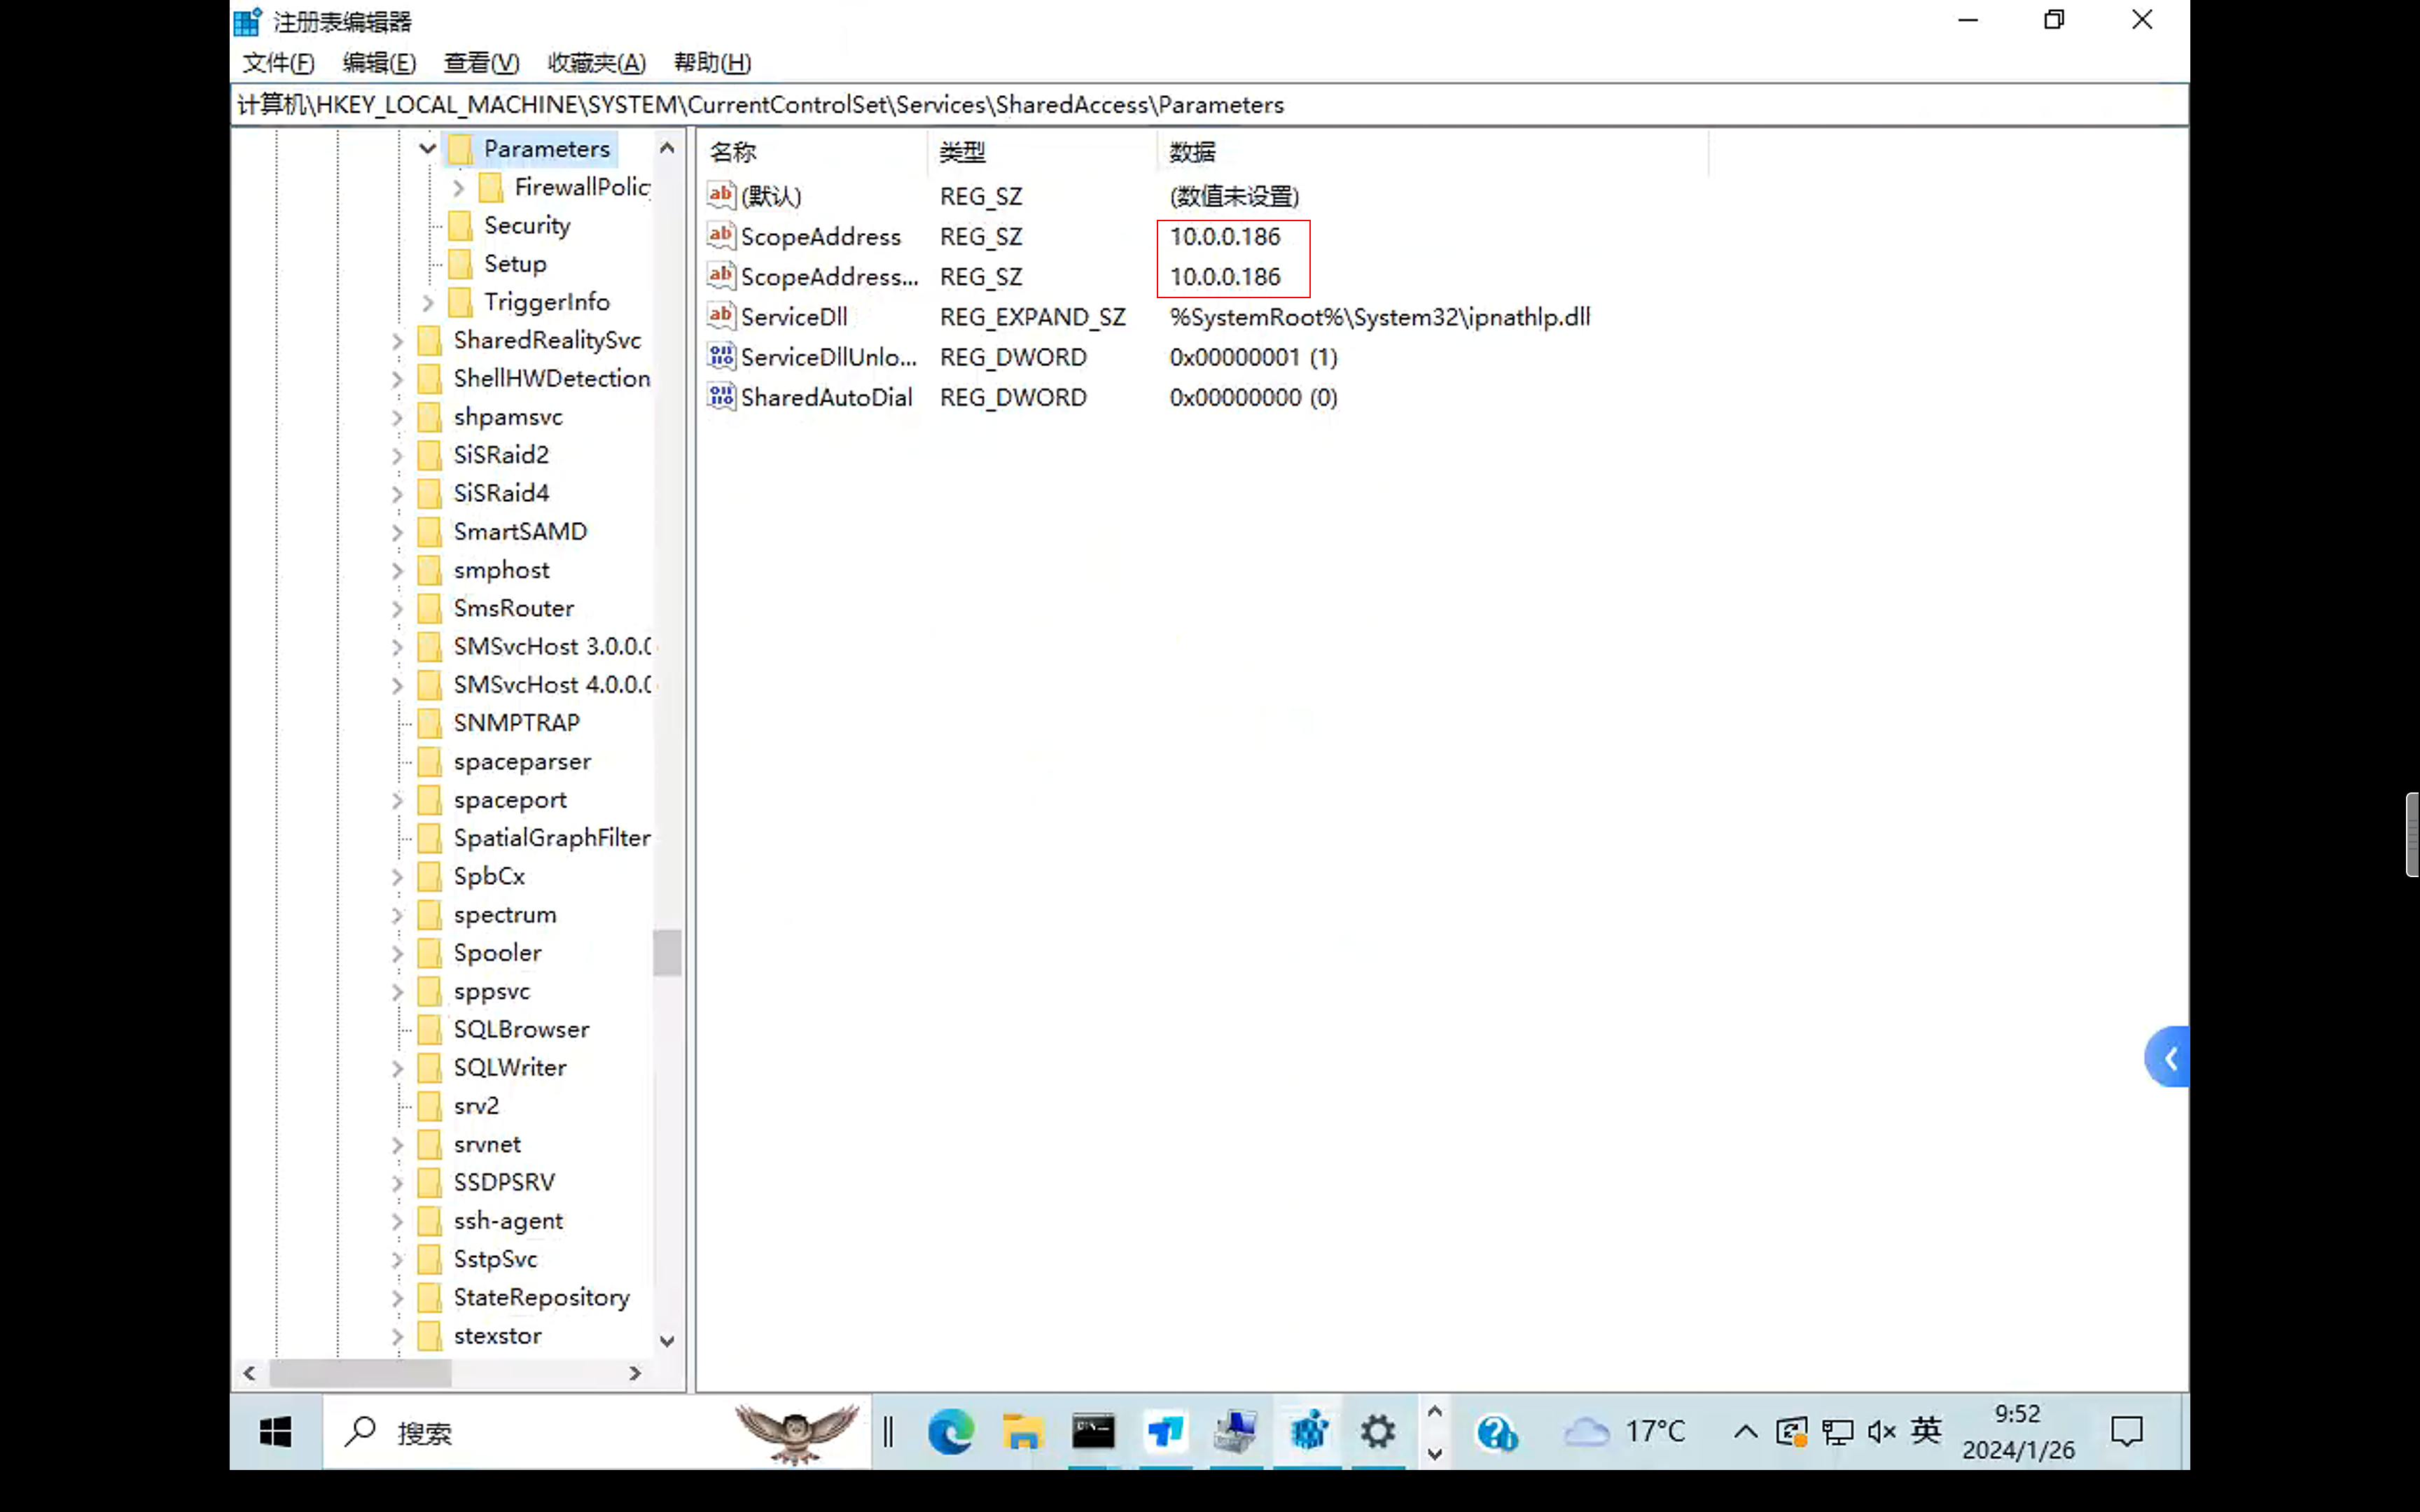 注册表编辑器
文件(F) 编辑(E) 查看(V) 收藏夹(A) 帮助(H)
计算机\HKEY_LOCAL_MACHINE\SYSTEM\CurrentControlSet\Services\SharedAccess\Parameters
Parameters
FirewallPolic
Security
Setup
TriggerInfo
SharedRealitySvc
ShellHWDetection
shpamsvc
SiSRaid2
SiSRaid4
SmartSAMD
smphost
SmsRouter
SMSvcHost 3.0.0.0
SMSvcHost 4.0.0.0
SNMPTRAP
spaceparser
spaceport
SpatialGraphFilter
SpbCx
spectrum
Spooler
sppsvc
SQLBrowser
SQLWriter
srv2
srvnet
SSDPSRV
ssh-agent
SstpSvc
StateRepository
stexstor
名称 类型 数据
(默认) REG_SZ (数值未设置)
ScopeAddress REG_SZ 10.0.0.186
ScopeAddress... REG_SZ 10.0.0.186
ServiceDll REG_EXPAND_SZ %SystemRoot%\System32\ipnathlp.dll
ServiceDllUnlo... REG_DWORD 0x00000001 (1)
SharedAutoDial REG_DWORD 0x00000000 (0)
搜索
17°C
英
9:52
2024/1/26